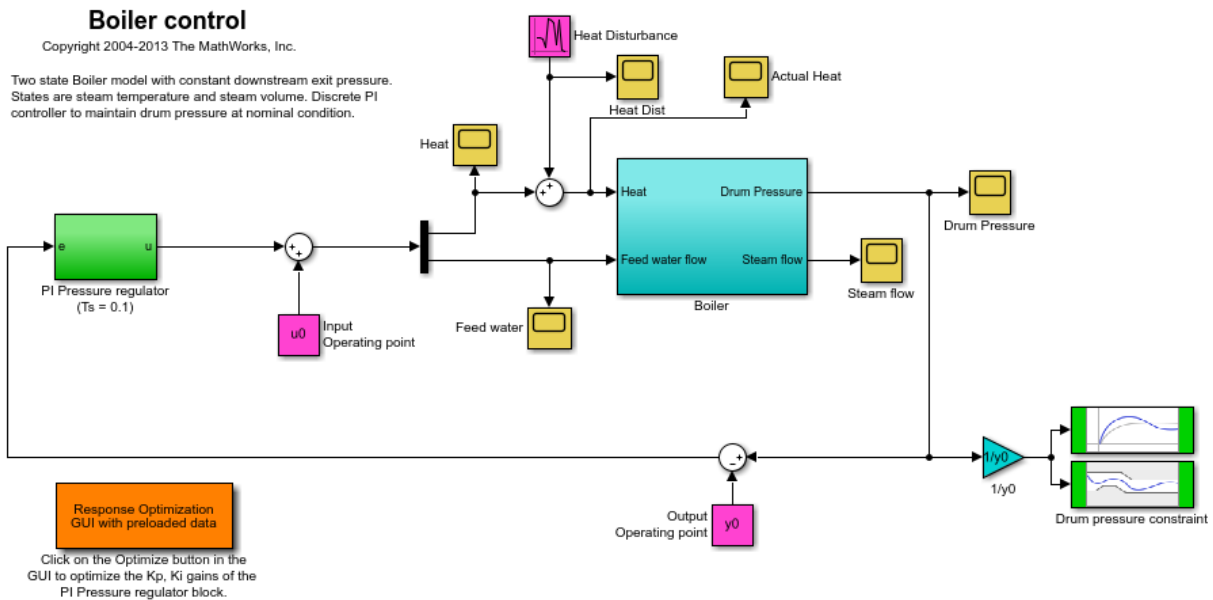 Boiler control
Copyright 2004-2013 The MathWorks, Inc.
Two state Boiler model with constant downstream exit pressure.
States are steam temperature and steam volume. Discrete PI
controller to maintain drum pressure at nominal condition.
Heat Disturbance
Heat Dist
Actual Heat
Heat
Heat
Drum Pressure
Feed water flow
Steam flow
Boiler
Drum Pressure
Steam flow
e
u
PI Pressure regulator
(Ts = 0.1)
+
+
+
+
u0
Input
Operating point
Feed water
−
+
1/y0
1/y0
Drum pressure constraint
Output
Operating point
y0
Response Optimization
GUI with preloaded data
Click on the Optimize button in the
GUI to optimize the Kp, Ki gains of the
PI Pressure regulator block.